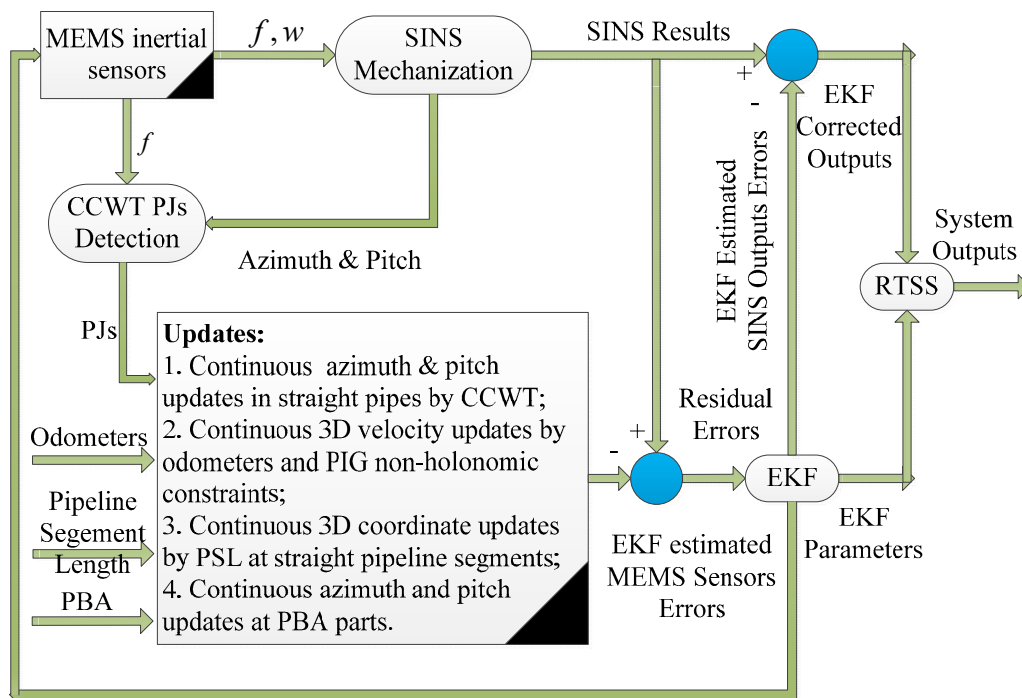 MEMS inertial
sensors
f, w
SINS
Mechanization
SINS Results
+
-
EKF
Corrected
Outputs
f
CCWT PJs
Detection
Azimuth & Pitch
EKF Estimated
SINS Outputs Errors
System
Outputs
RTSS
PJs
Updates:
1. Continuous azimuth & pitch
updates in straight pipes by CCWT;
2. Continuous 3D velocity updates by
odometers and PIG non-holonomic
constraints;
3. Continuous 3D coordinate updates
by PSL at straight pipeline segments;
4. Continuous azimuth and pitch
updates at PBA parts.
Odometers
Pipeline
Segement
Length
PBA
+
-
Residual
Errors
EKF
EKF
Parameters
EKF estimated
MEMS Sensors
Errors